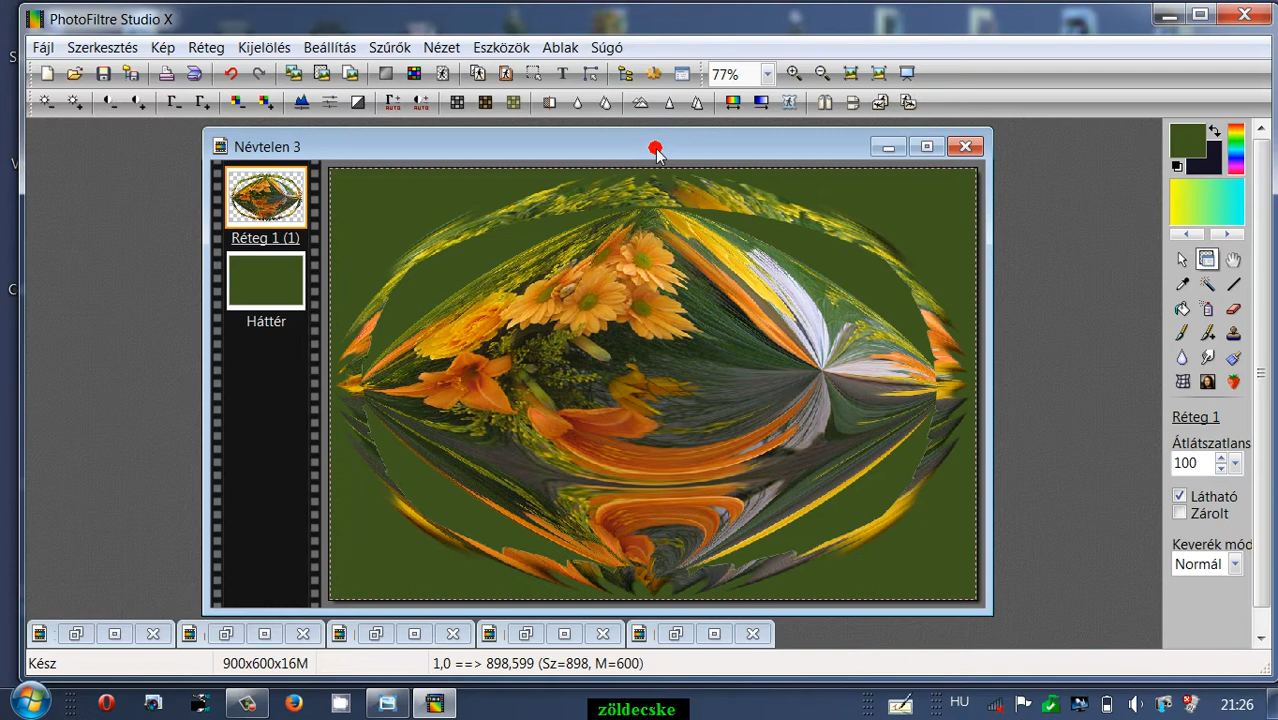 PhotoFiltre Studio X
Fájl Szerkesztés Kép Réteg Kijelölés Beállítás Szűrők Nézet Eszközök Ablak Súgó
77%
Névtelen 3
Réteg 1 (1)
Háttér
Réteg 1
Átlátszatlans
100
Látható
Zárolt
Keverék mód
Normál
Kész 900x600x16M 1,0 ==> 898,599 (Sz=898, M=600)
zöldecske
HU
21:26